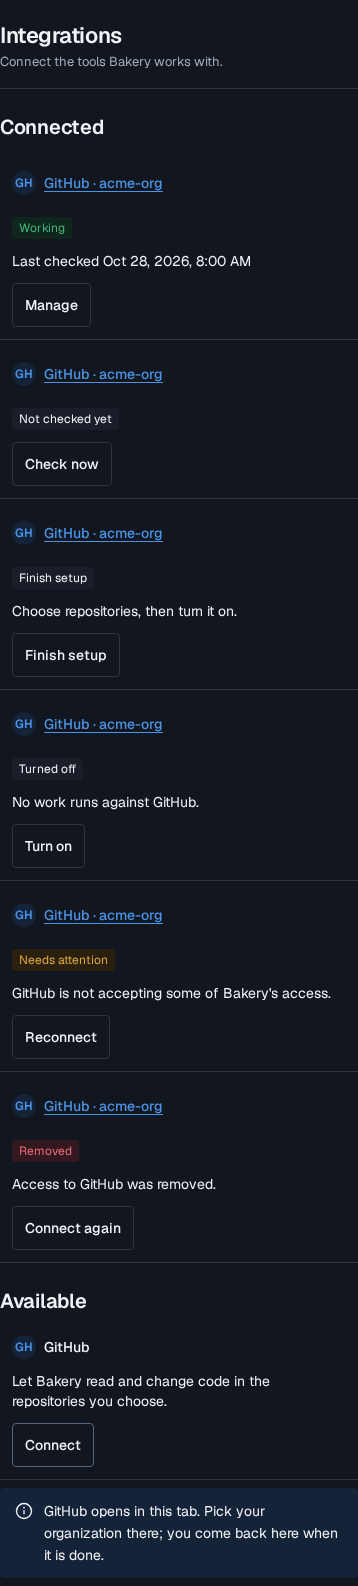 Integrations
Connect the tools Bakery works with.
Connected
GH GitHub · acme-org
Working
Last checked Oct 28, 2026, 8:00 AM
Manage
GH GitHub · acme-org
Not checked yet
Check now
GH GitHub · acme-org
Finish setup
Choose repositories, then turn it on.
Finish setup
GH GitHub · acme-org
Turned off
No work runs against GitHub.
Turn on
GH GitHub · acme-org
Needs attention
GitHub is not accepting some of Bakery's access.
Reconnect
GH GitHub · acme-org
Removed
Access to GitHub was removed.
Connect again
Available
GH GitHub
Let Bakery read and change code in the
repositories you choose.
Connect
GitHub opens in this tab. Pick your
organization there; you come back here when
it is done.